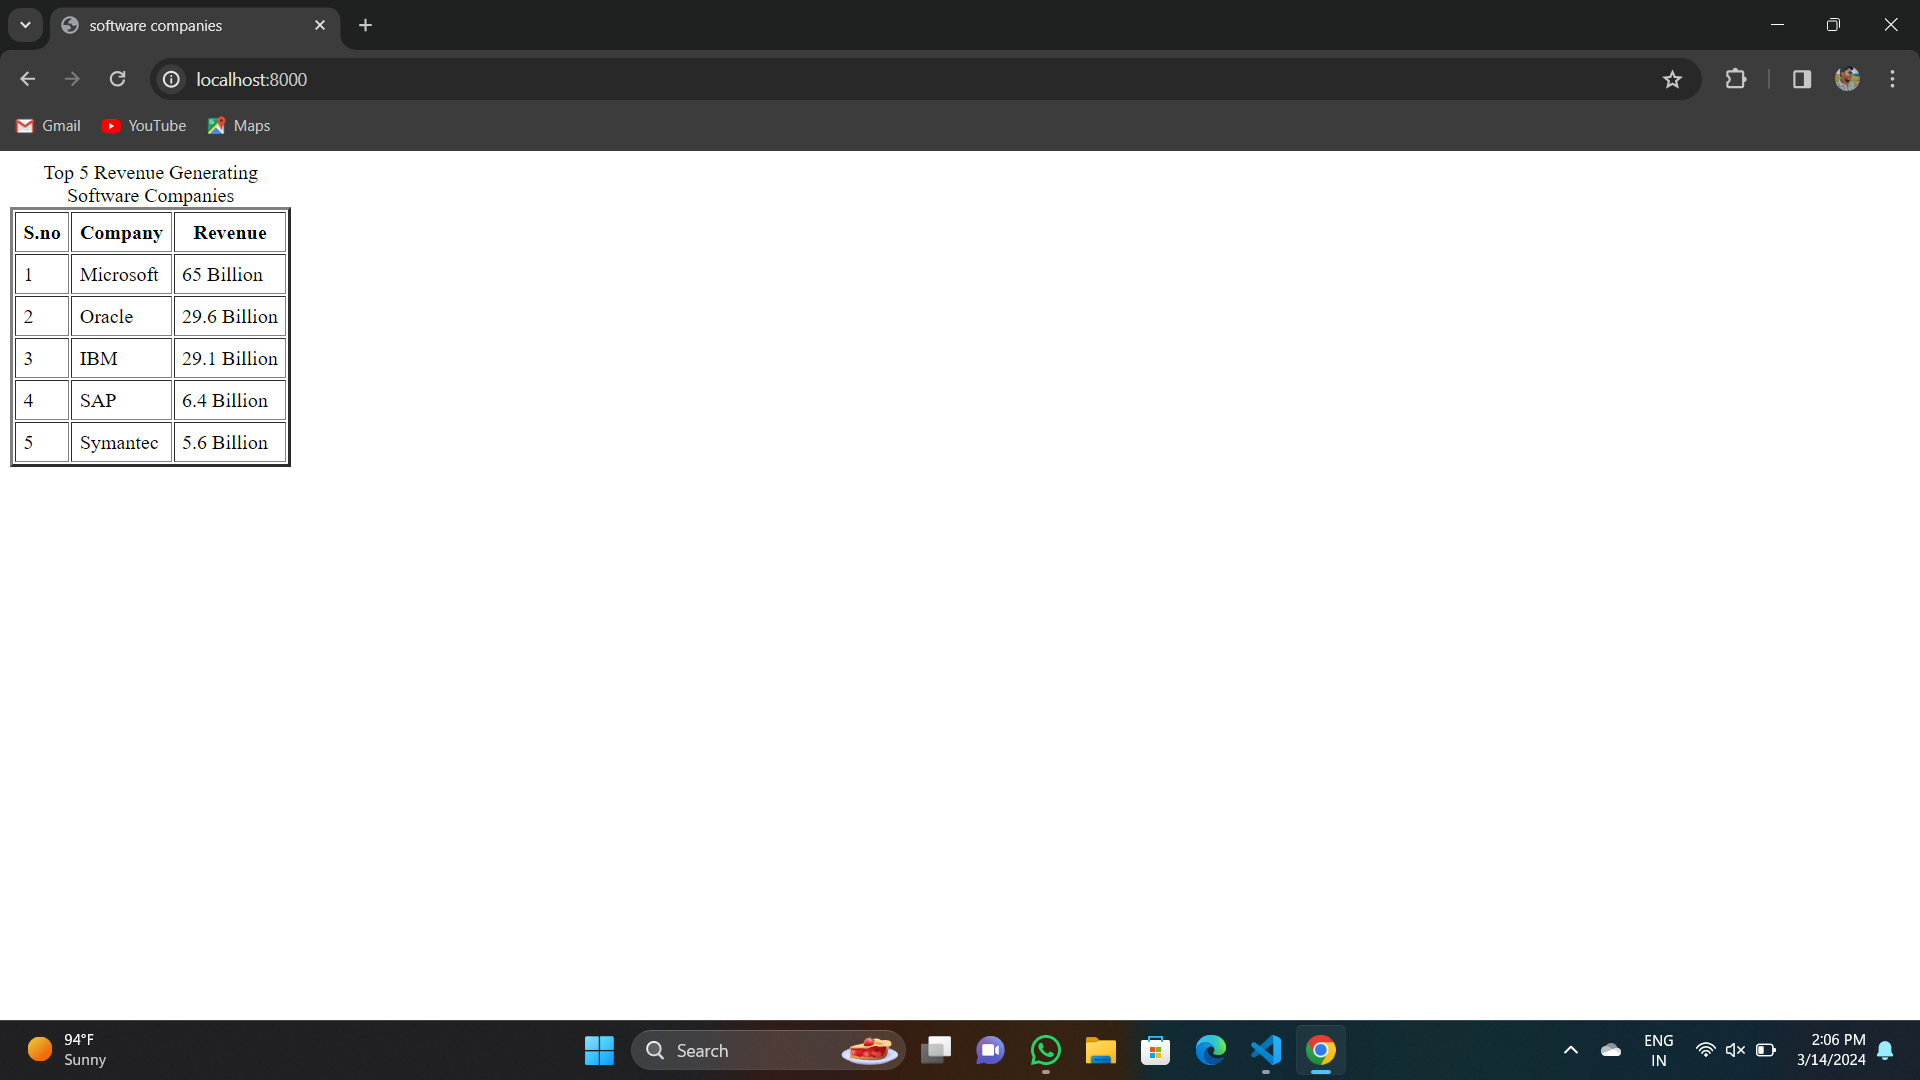 software companies
localhost:8000
Gmail YouTube Maps
Top 5 Revenue Generating
Software Companies
S.no Company Revenue
1 Microsoft 65 Billion
2 Oracle 29.6 Billion
3 IBM 29.1 Billion
4 SAP 6.4 Billion
5 Symantec 5.6 Billion
94°F
Sunny
Search
ENG
IN
2:06 PM
3/14/2024